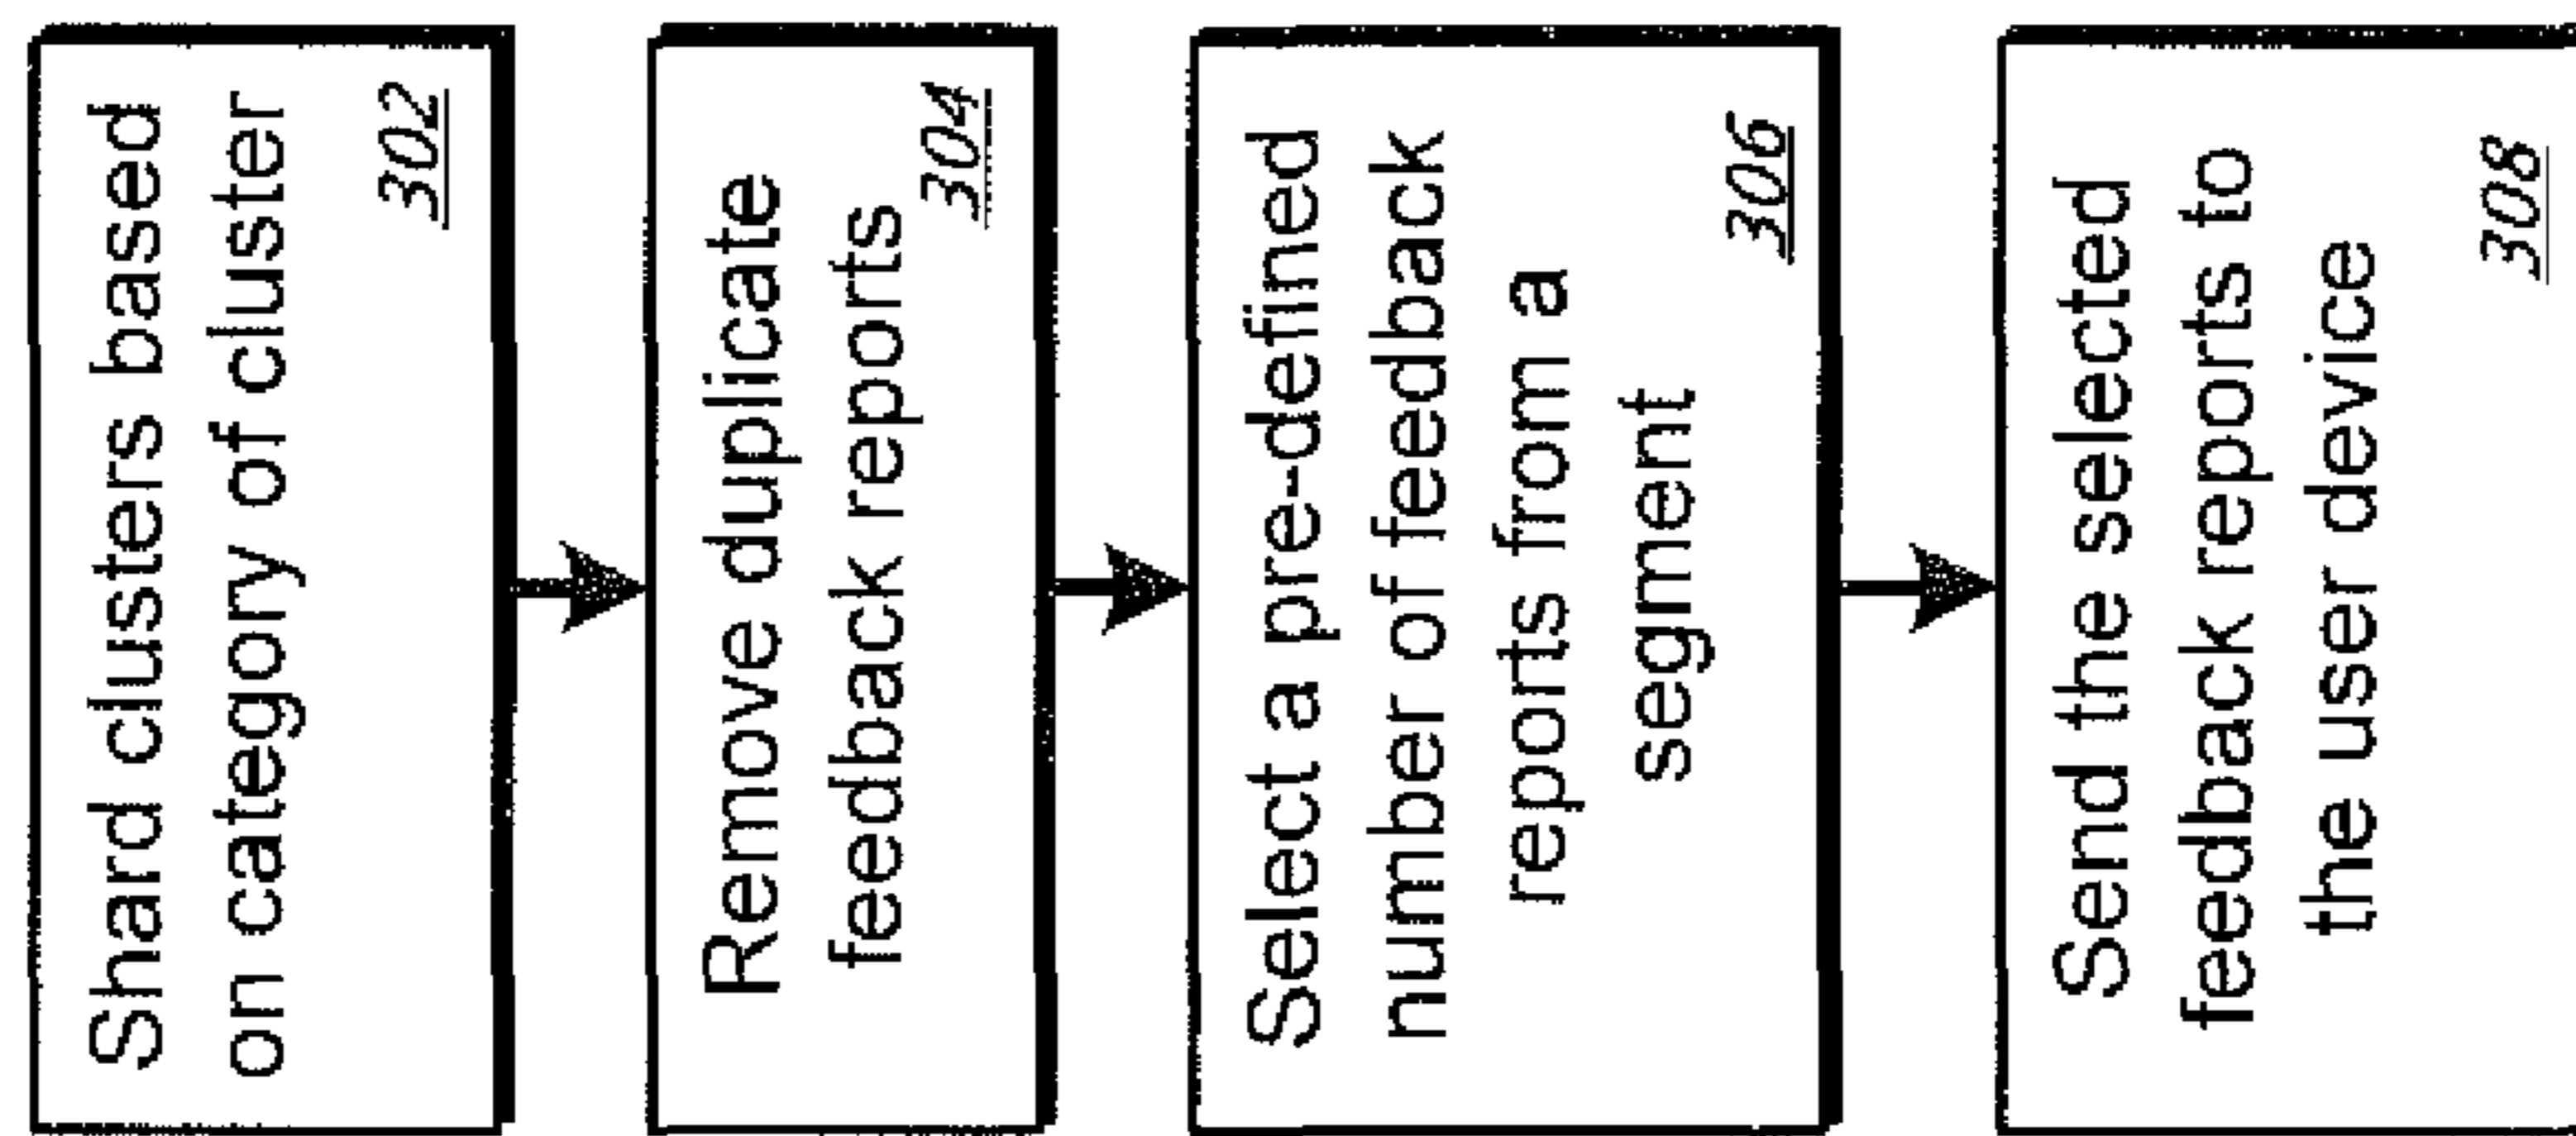 Shard clusters based
on category of cluster
302
Remove duplicate
feedback reports
304
Select a pre-defined
number of feedback
reports from a
segment
306
Send the selected
feedback reports to
the user device
308